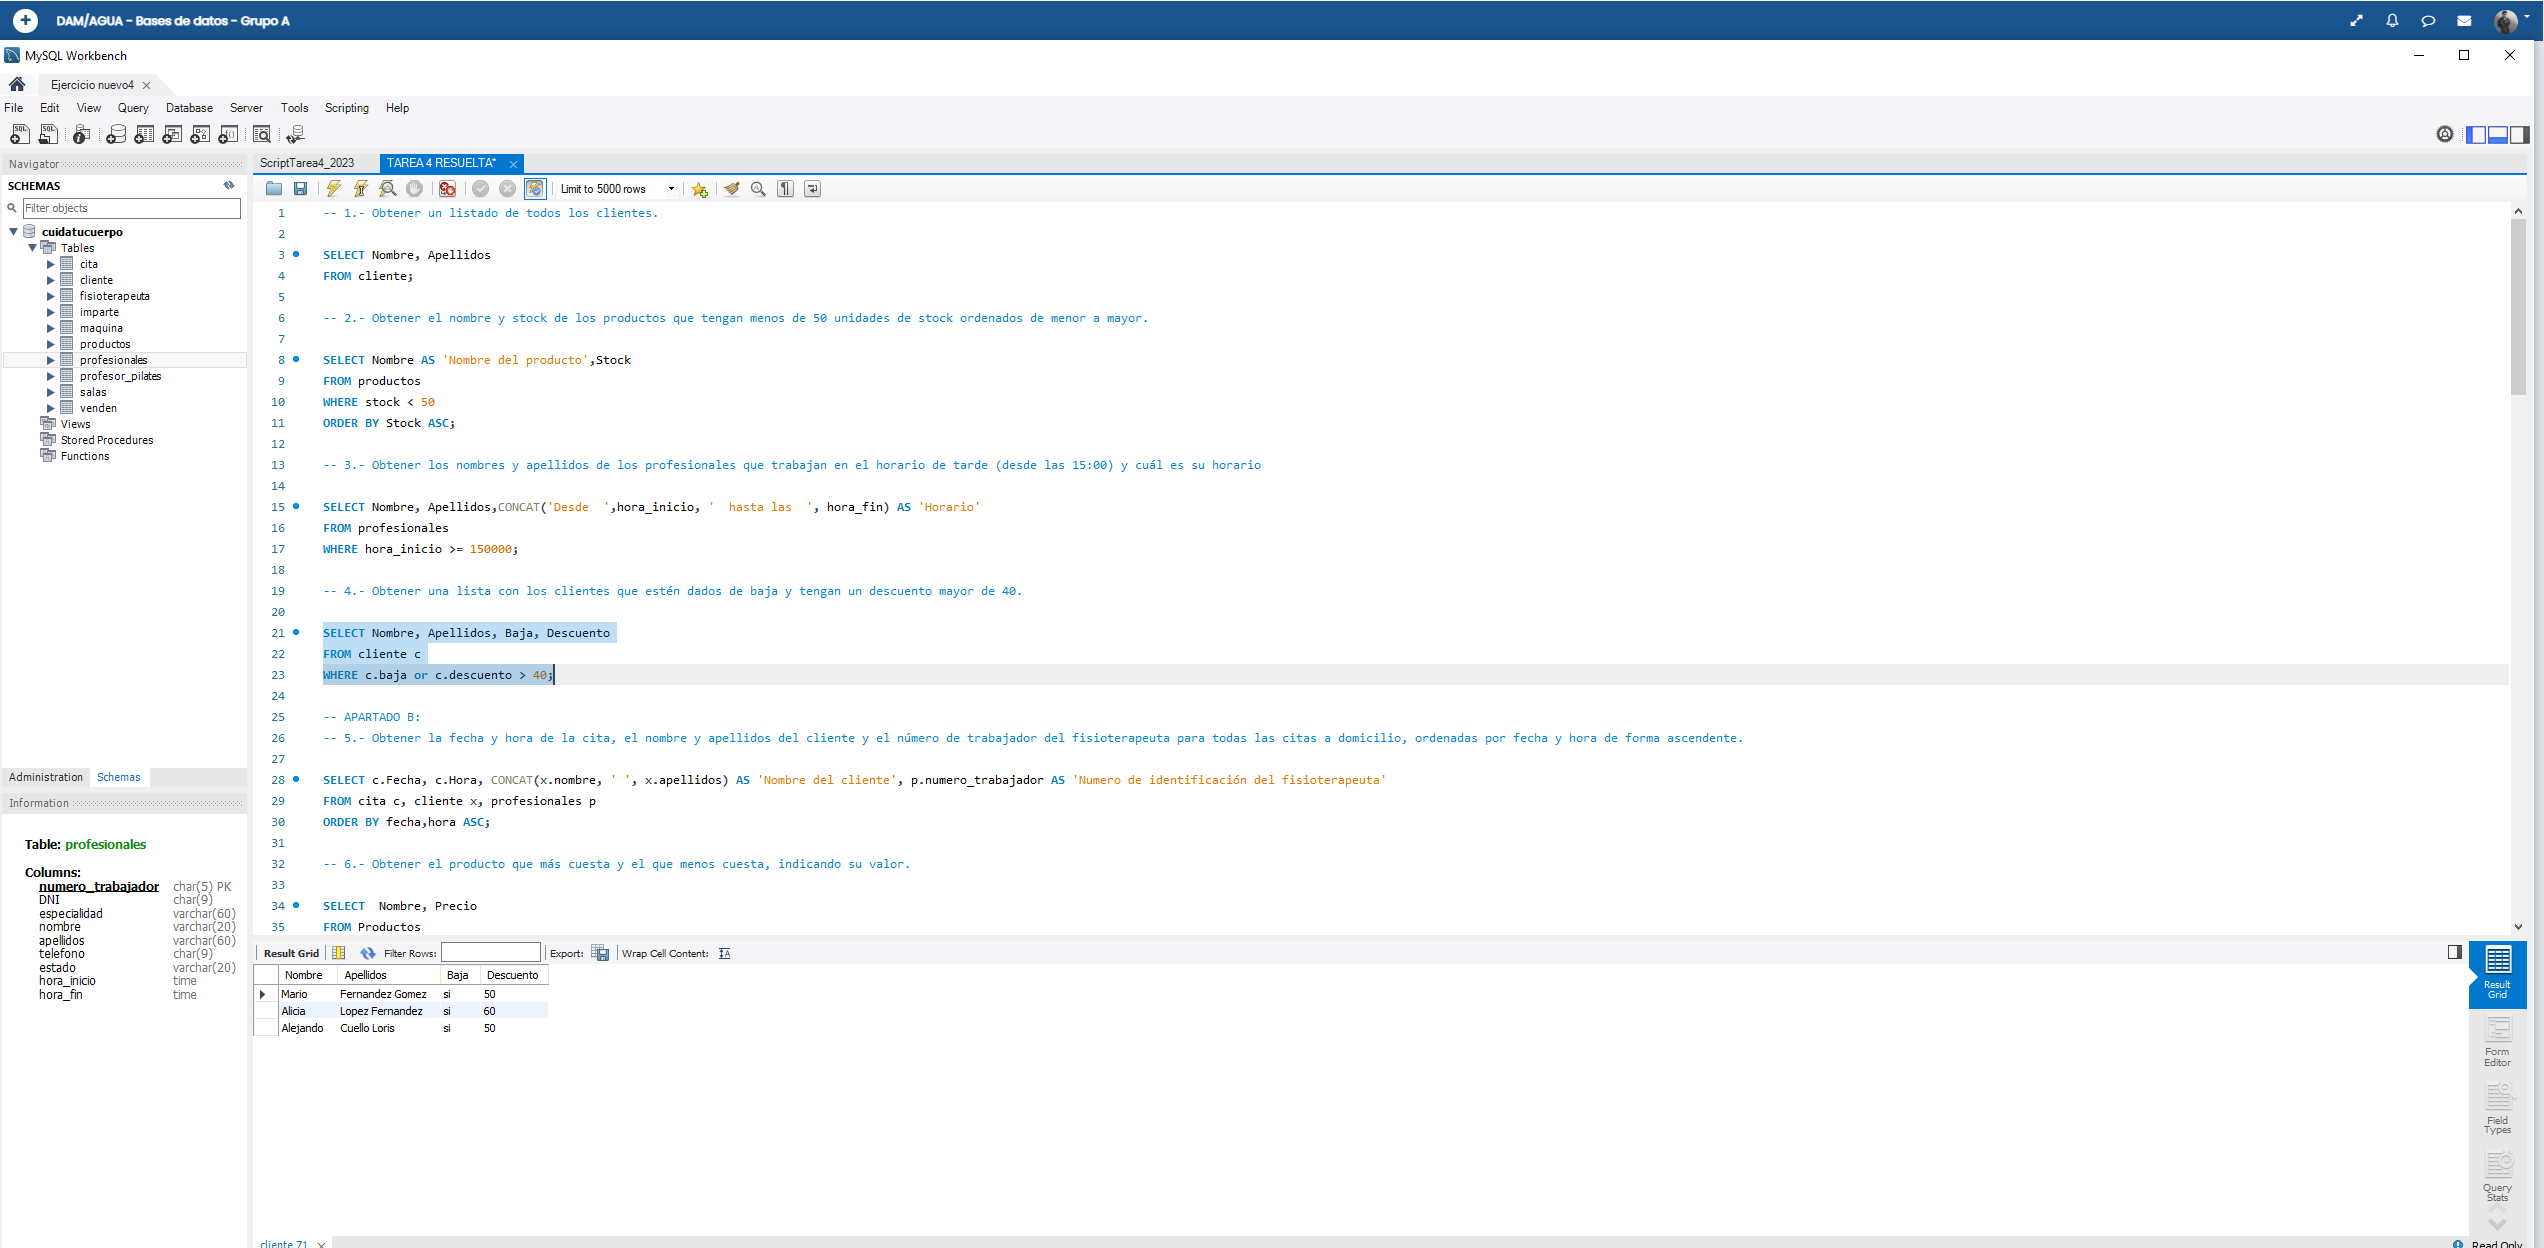 DAM/AGUA - Bases de datos - Grupo A
MySQL Workbench
Ejercicio nuevo4
File Edit View Query Database Server Tools Scripting Help
Navigator
SCHEMAS
Filter objects
cuidatucuerpo
Tables
cita
cliente
fisioterapeuta
imparte
maquina
productos
profesionales
profesor_pilates
salas
venden
Views
Stored Procedures
Functions
Administration Schemas
Information
Table: profesionales
Columns:
numero_trabajador char(5) PK
DNI char(9)
especialidad varchar(60)
nombre varchar(20)
apellidos varchar(60)
telefono char(9)
estado varchar(20)
hora_inicio time
hora_fin time
ScriptTarea4_2023 TAREA 4 RESUELTA*
Limit to 5000 rows
1 -- 1.- Obtener un listado de todos los clientes.
2
3 SELECT Nombre, Apellidos
4 FROM cliente;
5
6 -- 2.- Obtener el nombre y stock de los productos que tengan menos de 50 unidades de stock ordenados de menor a mayor.
7
8 SELECT Nombre AS 'Nombre del producto',Stock
9 FROM productos
10 WHERE stock < 50
11 ORDER BY Stock ASC;
12
13 -- 3.- Obtener los nombres y apellidos de los profesionales que trabajan en el horario de tarde (desde las 15:00) y cuál es su horario
14
15 SELECT Nombre, Apellidos,CONCAT('Desde  ',hora_inicio, '  hasta las  ', hora_fin) AS 'Horario'
16 FROM profesionales
17 WHERE hora_inicio >= 150000;
18
19 -- 4.- Obtener una lista con los clientes que estén dados de baja y tengan un descuento mayor de 40.
20
21 SELECT Nombre, Apellidos, Baja, Descuento
22 FROM cliente c
23 WHERE c.baja or c.descuento > 40;
24
25 -- APARTADO B:
26 -- 5.- Obtener la fecha y hora de la cita, el nombre y apellidos del cliente y el número de trabajador del fisioterapeuta para todas las citas a domicilio, ordenadas por fecha y hora de forma ascendente.
27
28 SELECT c.Fecha, c.Hora, CONCAT(x.nombre, ' ', x.apellidos) AS 'Nombre del cliente', p.numero_trabajador AS 'Numero de identificación del fisioterapeuta'
29 FROM cita c, cliente x, profesionales p
30 ORDER BY fecha,hora ASC;
31
32 -- 6.- Obtener el producto que más cuesta y el que menos cuesta, indicando su valor.
33
34 SELECT  Nombre, Precio
35 FROM Productos
Result Grid Filter Rows: Export: Wrap Cell Content:
Nombre Apellidos Baja Descuento
Mario Fernandez Gomez si 50
Alicia Lopez Fernandez si 60
Alejando Cuello Loris si 50
Result Grid
Form Editor
Field Types
Query Stats
cliente 71
Read Only